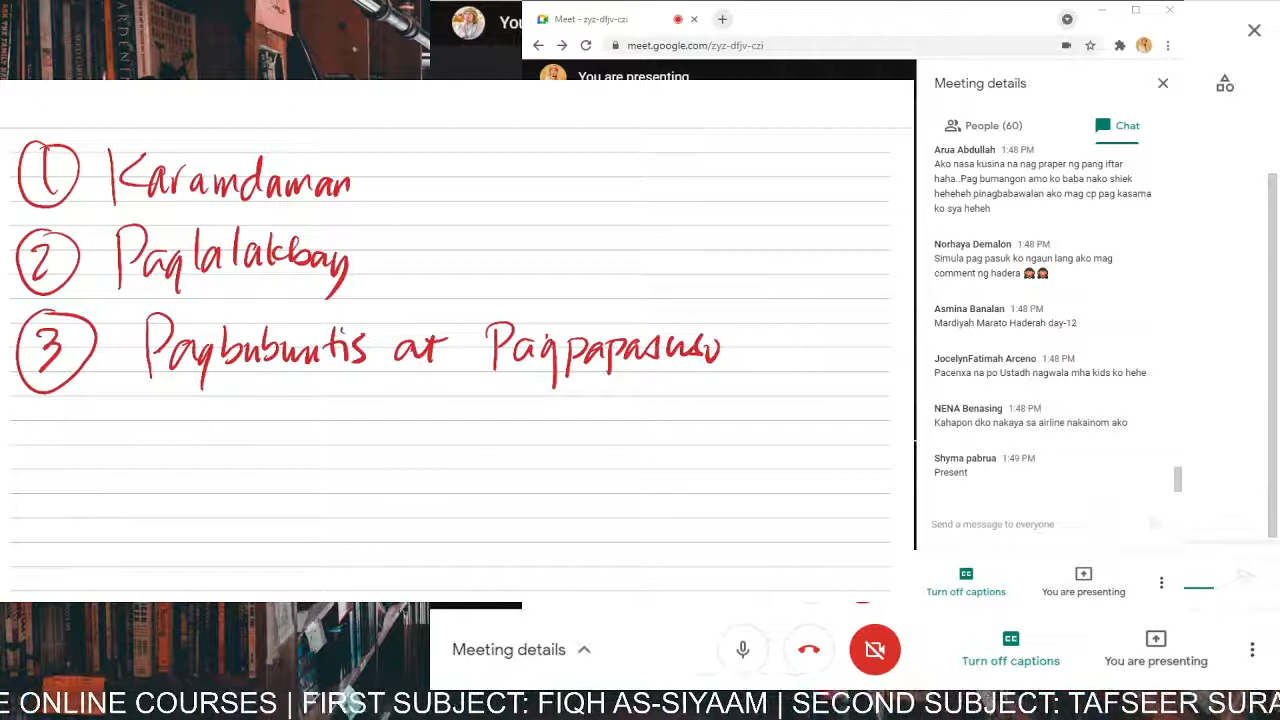 You
Meet - zyz-dfjv-czi
meet.google.com/zyz-dfjv-czi
You are presenting
1 Karamdaman
2 Paglalakbay
3 Pagbubuntis at Pagpapasuso
Meeting details
People (60)
Chat
Arua Abdullah 1:48 PM
Ako nasa kusina na nag praper ng pang iftar
haha..Pag bumangon amo ko baba nako shiek
heheheh pinagbabawalan ako mag cp pag kasama
ko sya heheh
Norhaya Demalon 1:48 PM
Simula pag pasuk ko ngaun lang ako mag
comment ng hadera
Asmina Banalan 1:48 PM
Mardiyah Marato Haderah day-12
JocelynFatimah Arceno 1:48 PM
Pacenxa na po Ustadh nagwala mha kids ko hehe
NENA Benasing 1:48 PM
Kahapon dko nakaya sa airline nakainom ako
Shyma pabrua 1:49 PM
Present
Send a message to everyone
Turn off captions
You are presenting
Meeting details
Turn off captions
You are presenting
E ONLINE COURSES | FIRST SUBJECT: FIQH AS-SIYAAM | SECOND SUBJECT: TAFSEER SURA